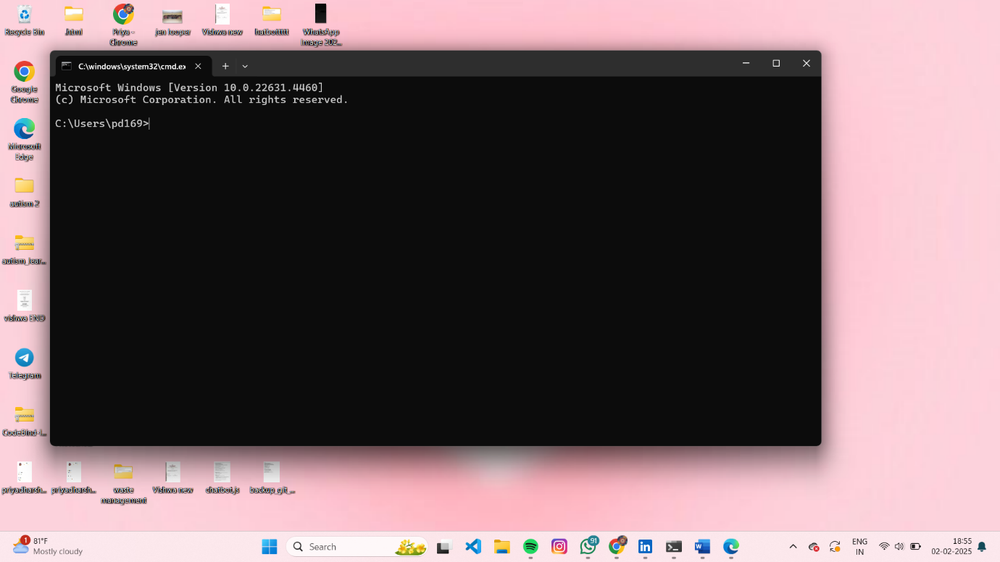 Recycle Bin
.html
Priya -
Chrome
jen looper
Vishwa new
hatbottttt
WhatsApp
Image 202...
C:\windows\system32\cmd.ex
Microsoft Windows [Version 10.0.22631.4460]
(c) Microsoft Corporation. All rights reserved.
C:\Users\pd169>
Google
Chrome
Microsoft
Edge
autism 2
autism_lear...
vishwa END
Telegram
CodeBind-I...
priyadharsh...
priyadharsh...
waste
management
Vishwa new
chatbot.js
backup_git_...
1
81°F
Mostly cloudy
Search
91
ENG
IN
18:55
02-02-2025